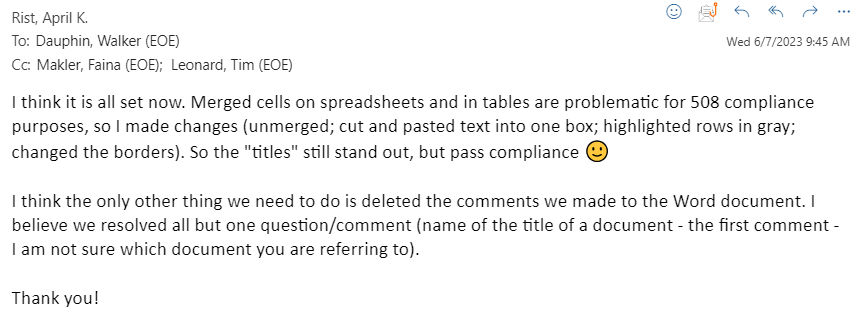 Rist, April K.
To: Dauphin, Walker (EOE)
Wed 6/7/2023 9:45 AM
Cc: Makler, Faina (EOE); Leonard, Tim (EOE)
I think it is all set now. Merged cells on spreadsheets and in tables are problematic for 508 compliance
purposes, so I made changes (unmerged; cut and pasted text into one box; highlighted rows in gray;
changed the borders). So the "titles" still stand out, but pass compliance 🙂
I think the only other thing we need to do is deleted the comments we made to the Word document. I
believe we resolved all but one question/comment (name of the title of a document - the first comment -
I am not sure which document you are referring to).
Thank you!